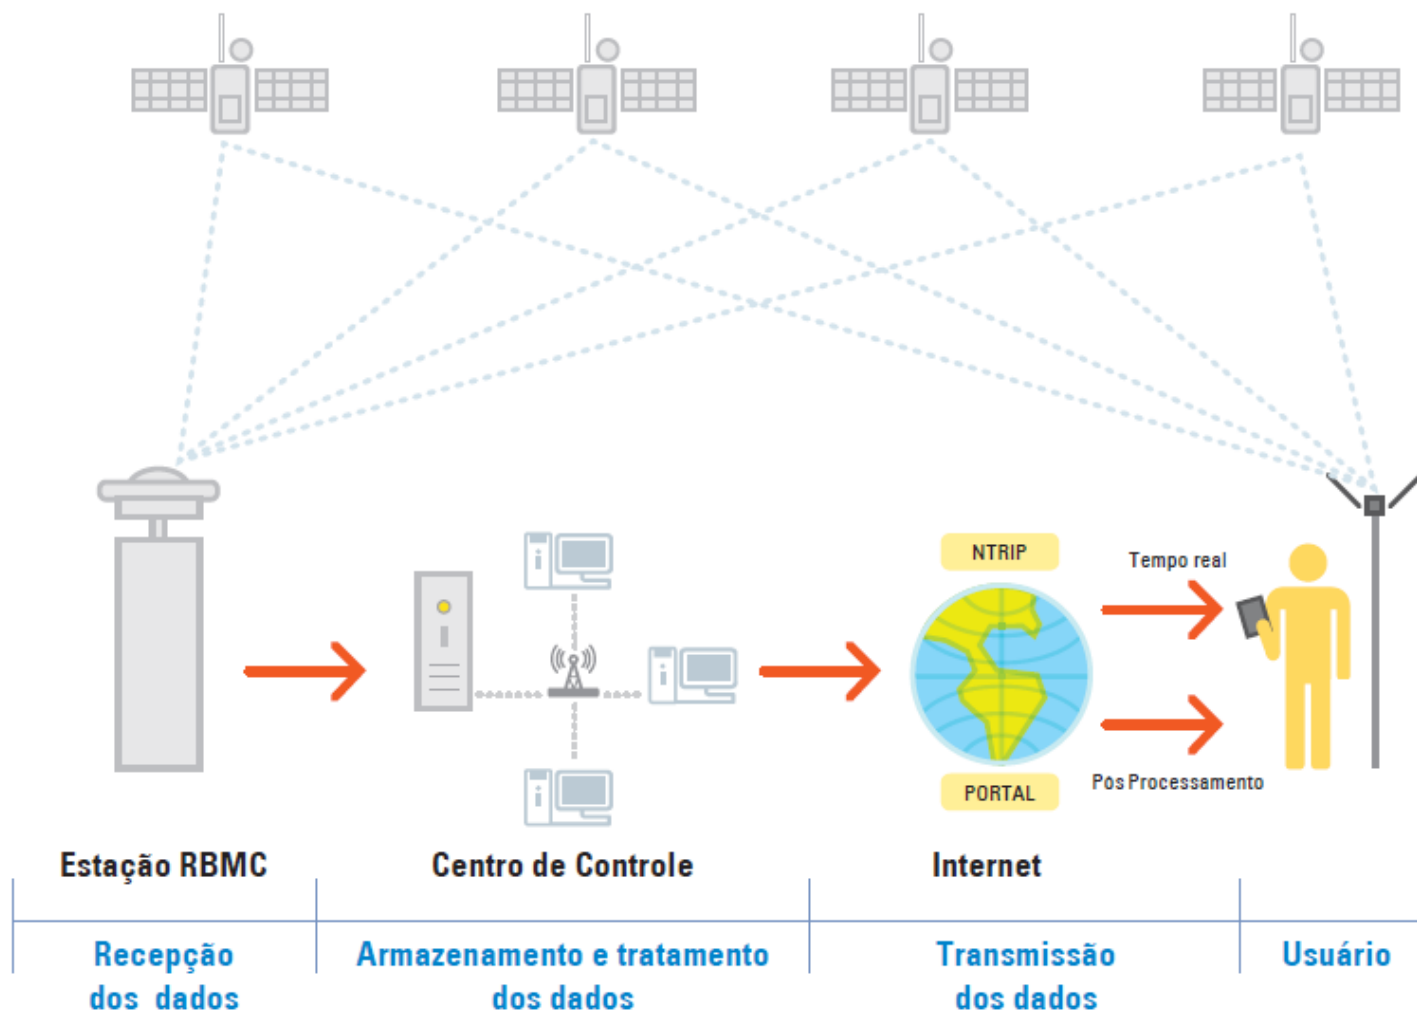 NTRIP
Tempo real
PORTAL
Pós Processamento
Estação RBMC
Centro de Controle
Internet
Recepção
dos dados
Armazenamento e tratamento
dos dados
Transmissão
dos dados
Usuário